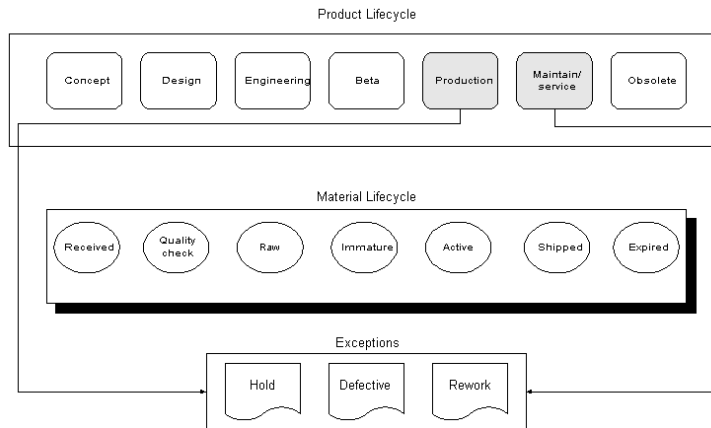 Product Lifecycle
Concept
Design
Engineering
Beta
Production
Maintain/
service
Obsolete
Material Lifecycle
Received
Quality
check
Raw
Immature
Active
Shipped
Expired
Exceptions
Hold
Defective
Rework